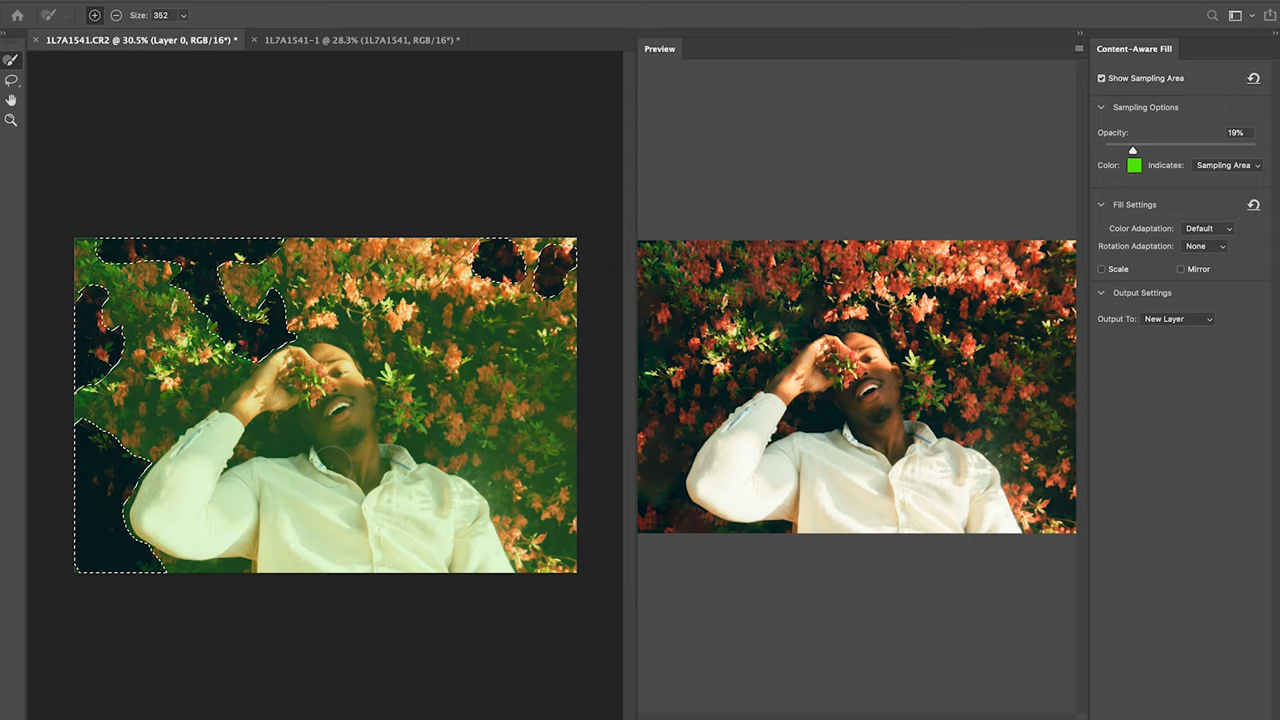 Size: 352
1L7A1541.CR2 @ 30.5% (Layer 0, RGB/16*) *
1L7A1541-1 @ 28.3% (1L7A1541, RGB/16*) *
Preview
Content-Aware Fill
Show Sampling Area
Sampling Options
Opacity: 19%
Color: Indicates: Sampling Area
Fill Settings
Color Adaptation: Default
Rotation Adaptation: None
Scale Mirror
Output Settings
Output To: New Layer